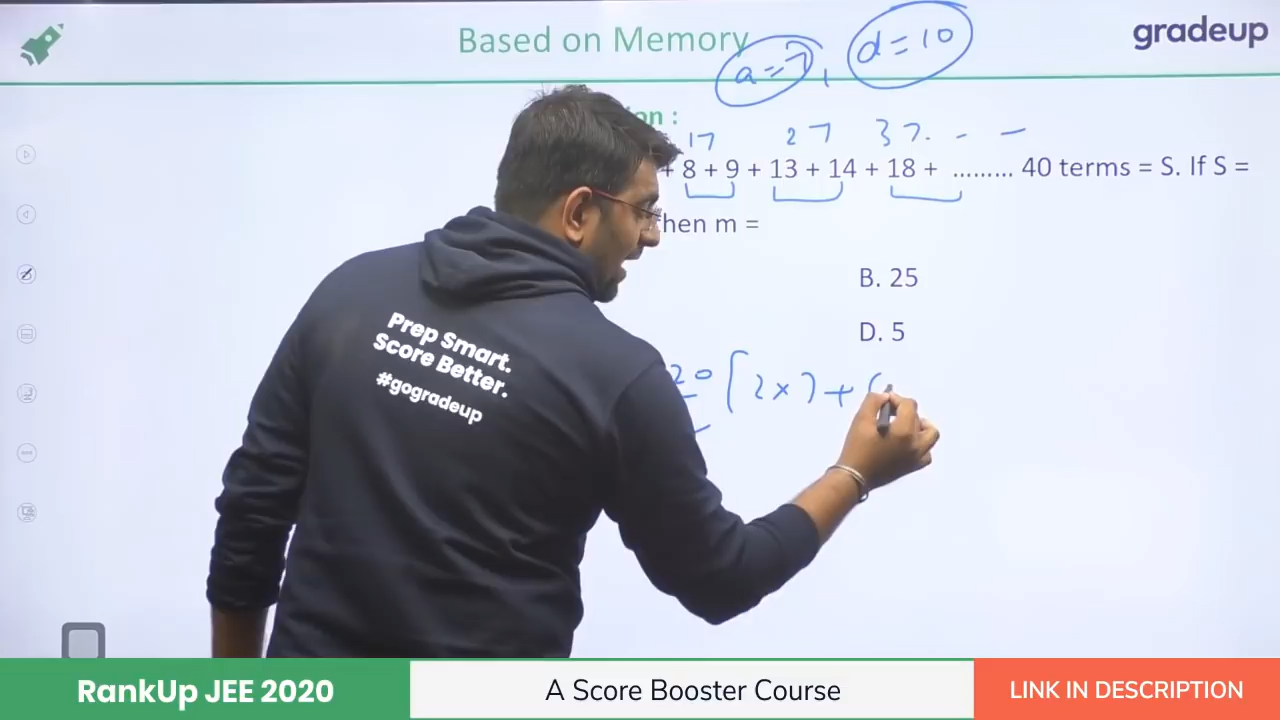 Based on Memory
gradeup
a = 7, d = 10
on :
17 27 37. - -
+ 8 + 9 + 13 + 14 + 18 + ......... 40 terms = S. If S =
hen m =
B. 25
D. 5
20 [2 × 7 + (
Prep Smart.
Score Better.
#gogradeup
RankUp JEE 2020
A Score Booster Course
LINK IN DESCRIPTION